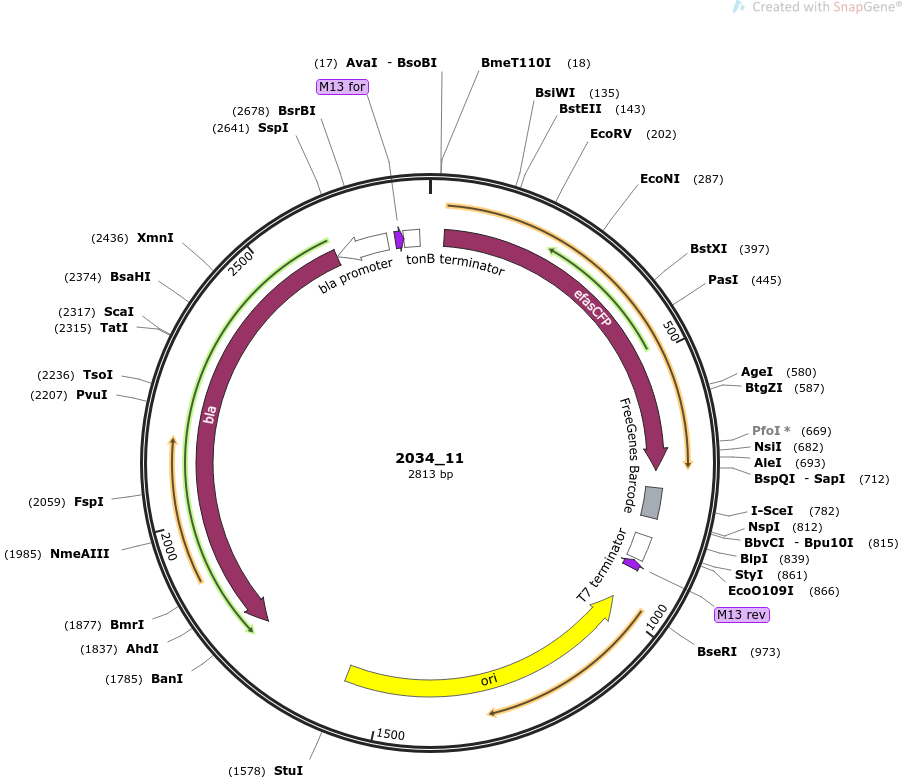 Created with SnapGene®
(17) AvaI - BsoBI
BmeT110I (18)
M13 for
BsiWI (135)
(2678) BsrBI
BstEII (143)
(2641) SspI
EcoRV (202)
EcoNI (287)
(2436) XmnI
BstXI (397)
2500
bla promoter
tonB terminator
(2374) BsaHI
PasI (445)
efasCFP
(2317) ScaI
(2315) TatI
500
(2236) TsoI
AgeI (580)
BtgZI (587)
(2207) PvuI
bla
FreeGenes Barcode
PfoI * (669)
NsiI (682)
2034_11
AleI (693)
2813 bp
BspQI - SapI (712)
(2059) FspI
I-SceI (782)
NspI (812)
BbvCI - Bpu10I (815)
2000
(1985) NmeAIII
BlpI (839)
T7 terminator
StyI (861)
EcoO109I (866)
M13 rev
1000
(1877) BmrI
(1837) AhdI
BseRI (973)
(1785) BanI
ori
1500
(1578) StuI